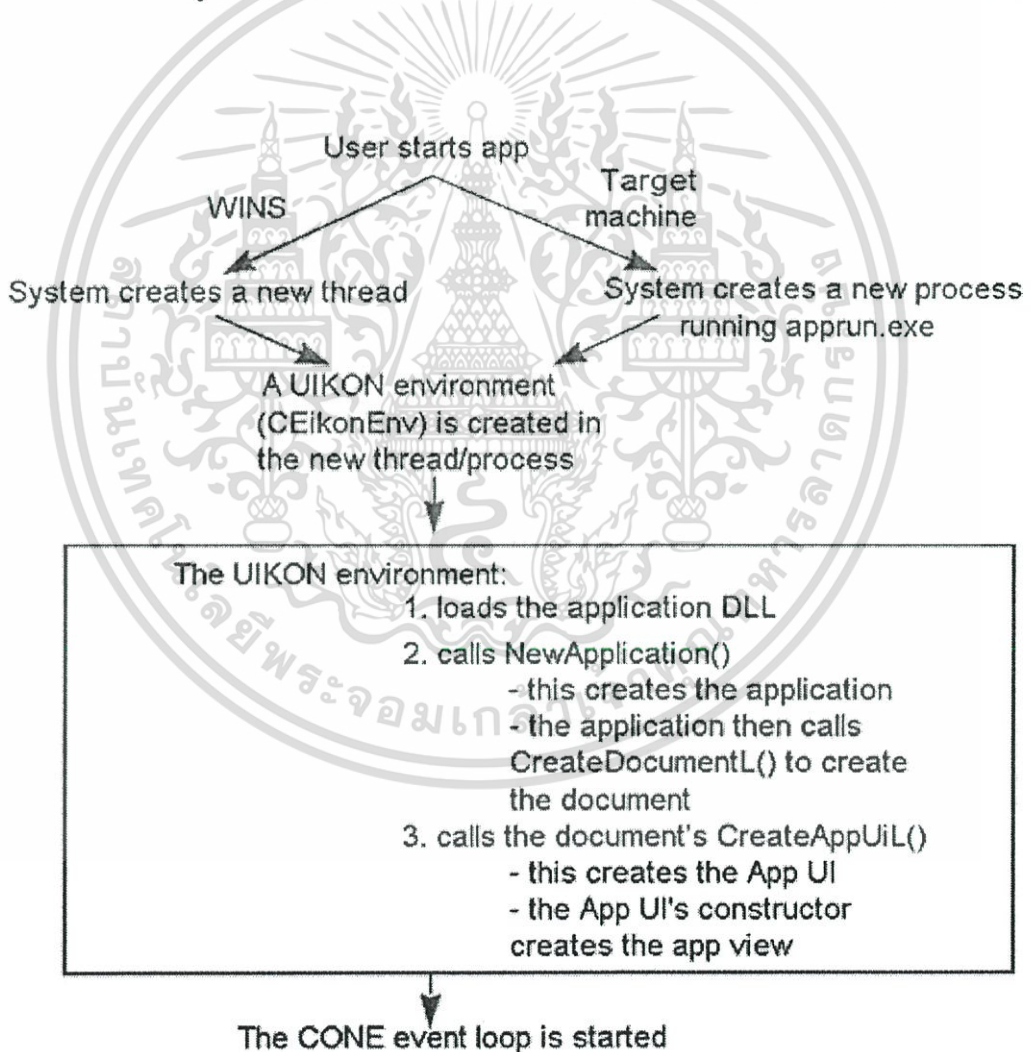 User starts app
WINS
Target
machine
System creates a new thread
System creates a new process
running apprun.exe
A UIKON environment
(CEikonEnv) is created in
the new thread/process
The UIKON environment:
1. loads the application DLL
2. calls NewApplication()
- this creates the application
- the application then calls
CreateDocumentL() to create
the document
3. calls the document's CreateAppUiL()
- this creates the App UI
- the App UI's constructor
creates the app view
The CONE event loop is started